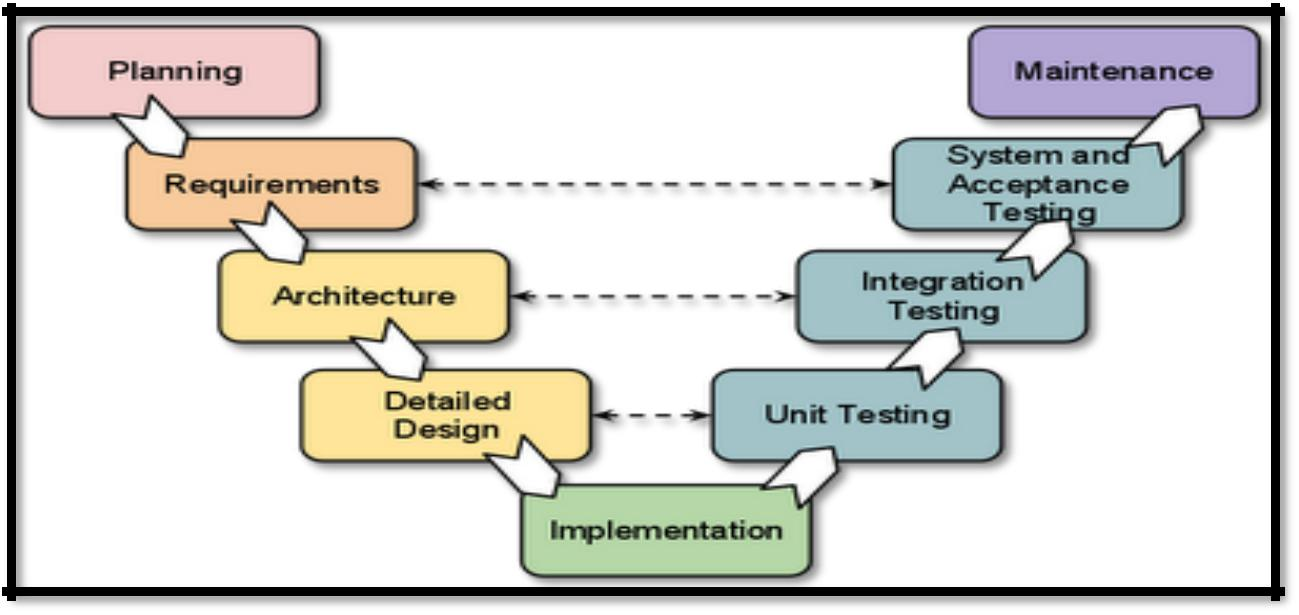 Planning
Maintenance
Requirements
System and
Acceptance
Testing
Architecture
Integration
Testing
Detailed
Design
Unit Testing
Implementation